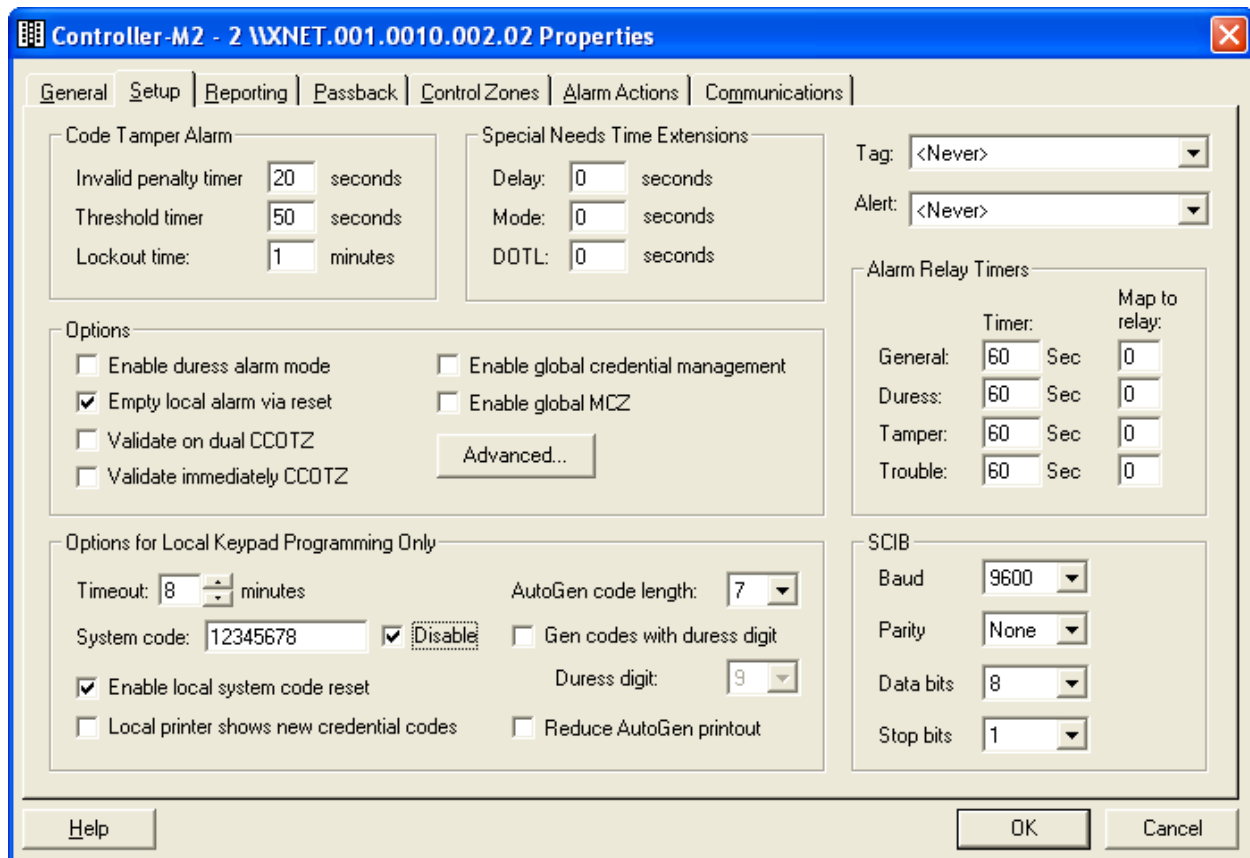 Controller-M2 - 2 \\XNET.001.0010.002.02 Properties
General Setup Reporting Passback Control Zones Alarm Actions Communications
Code Tamper Alarm
Invalid penalty timer 20 seconds
Threshold timer 50 seconds
Lockout time: 1 minutes
Special Needs Time Extensions
Delay: 0 seconds
Mode: 0 seconds
DOTL: 0 seconds
Tag: <Never>
Alert: <Never>
Options
Enable duress alarm mode
Empty local alarm via reset
Validate on dual CCOTZ
Validate immediately CCOTZ
Enable global credential management
Enable global MCZ
Advanced...
Alarm Relay Timers
Timer:
Map to
relay:
General: 60 Sec 0
Duress: 60 Sec 0
Tamper: 60 Sec 0
Trouble: 60 Sec 0
Options for Local Keypad Programming Only
Timeout: 8 minutes
System code: 12345678 Disable
Enable local system code reset
Local printer shows new credential codes
AutoGen code length: 7
Gen codes with duress digit
Duress digit: 9
Reduce AutoGen printout
SCIB
Baud 9600
Parity None
Data bits 8
Stop bits 1
Help
OK
Cancel